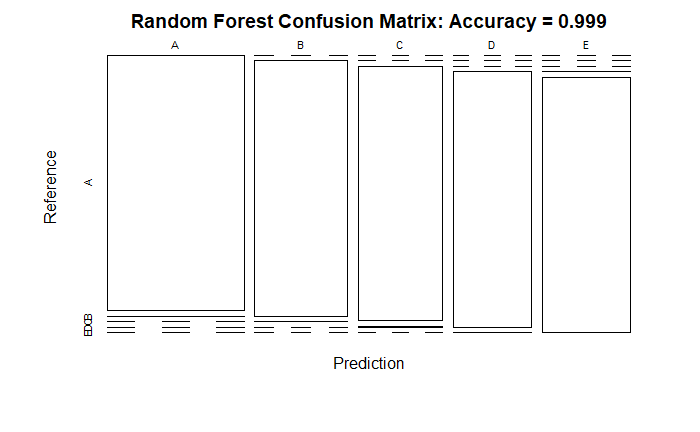 Random Forest Confusion Matrix: Accuracy = 0.999
A B C D E
Reference
A
B
C
D
E
Prediction